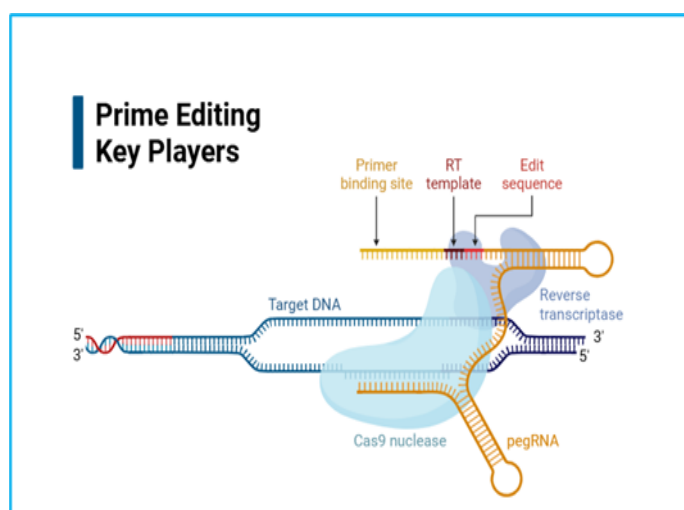 Prime Editing
Key Players
Primer
binding site
RT
template
Edit
sequence
Target DNA
Reverse
transcriptase
5'
3'
3'
5'
Cas9 nuclease
pegRNA